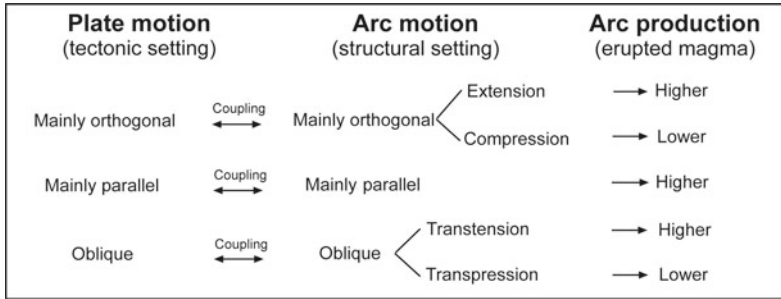 Plate motion Arc motion Arc production
(tectonic setting) (structural setting) (erupted magma)
Extension Higher
Mainly orthogonal Coupling Mainly orthogonal
Compression Lower
Mainly parallel Coupling Mainly parallel Higher
Transtension Higher
Oblique Coupling Oblique
Transpression Lower